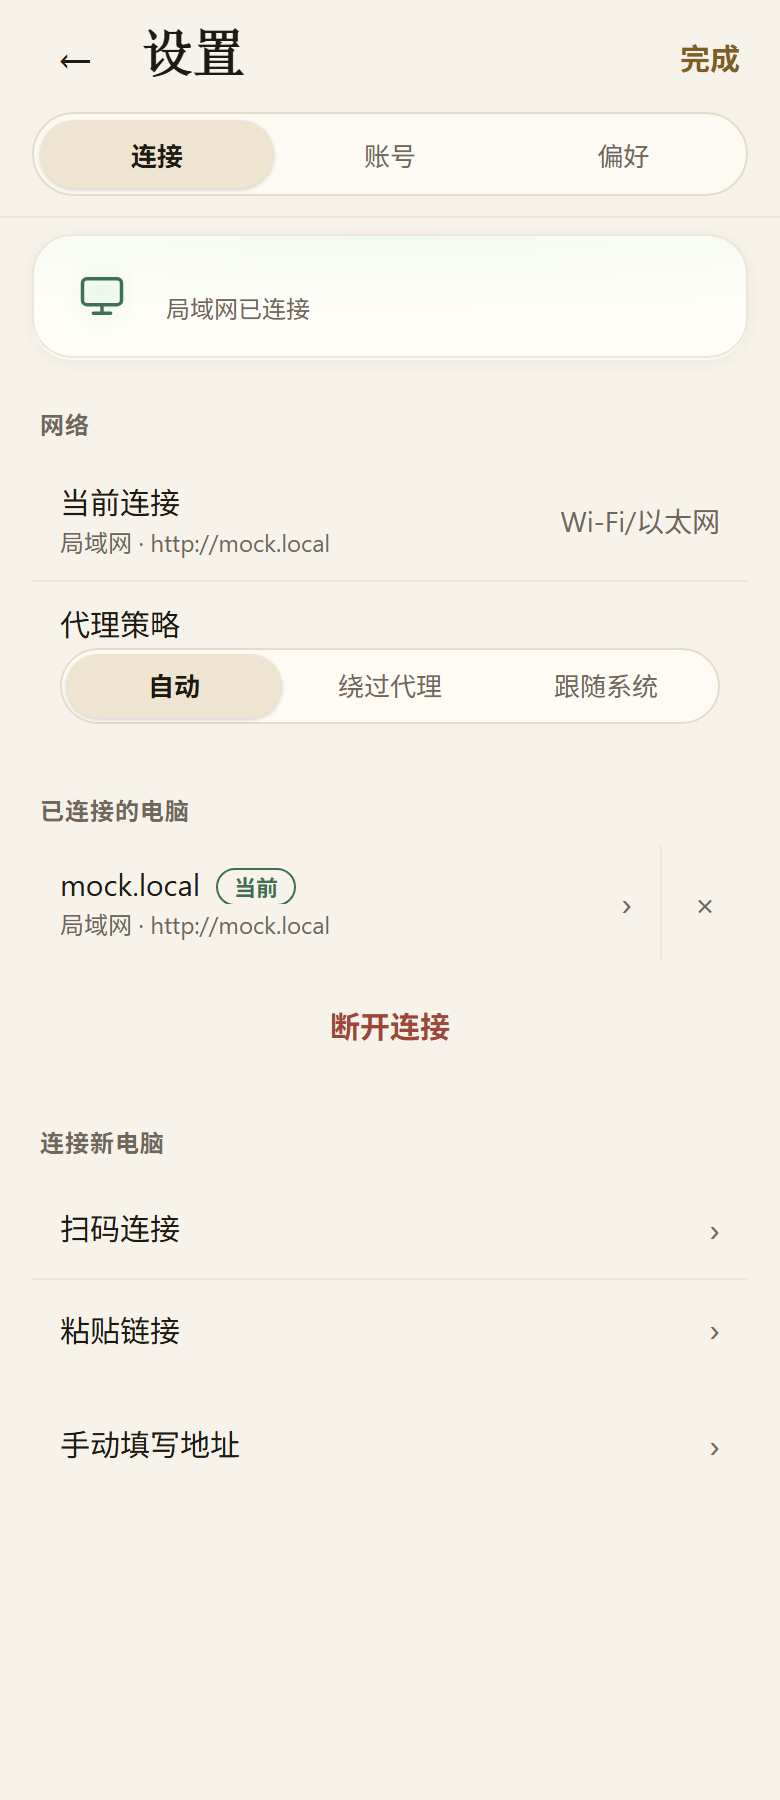 ← 设置 完成
连接 账号 偏好
局域网已连接
网络
当前连接
局域网 · http://mock.local
Wi-Fi/以太网
代理策略
自动 绕过代理 跟随系统
已连接的电脑
mock.local 当前
局域网 · http://mock.local
› ×
断开连接
连接新电脑
扫码连接 ›
粘贴链接 ›
手动填写地址 ›